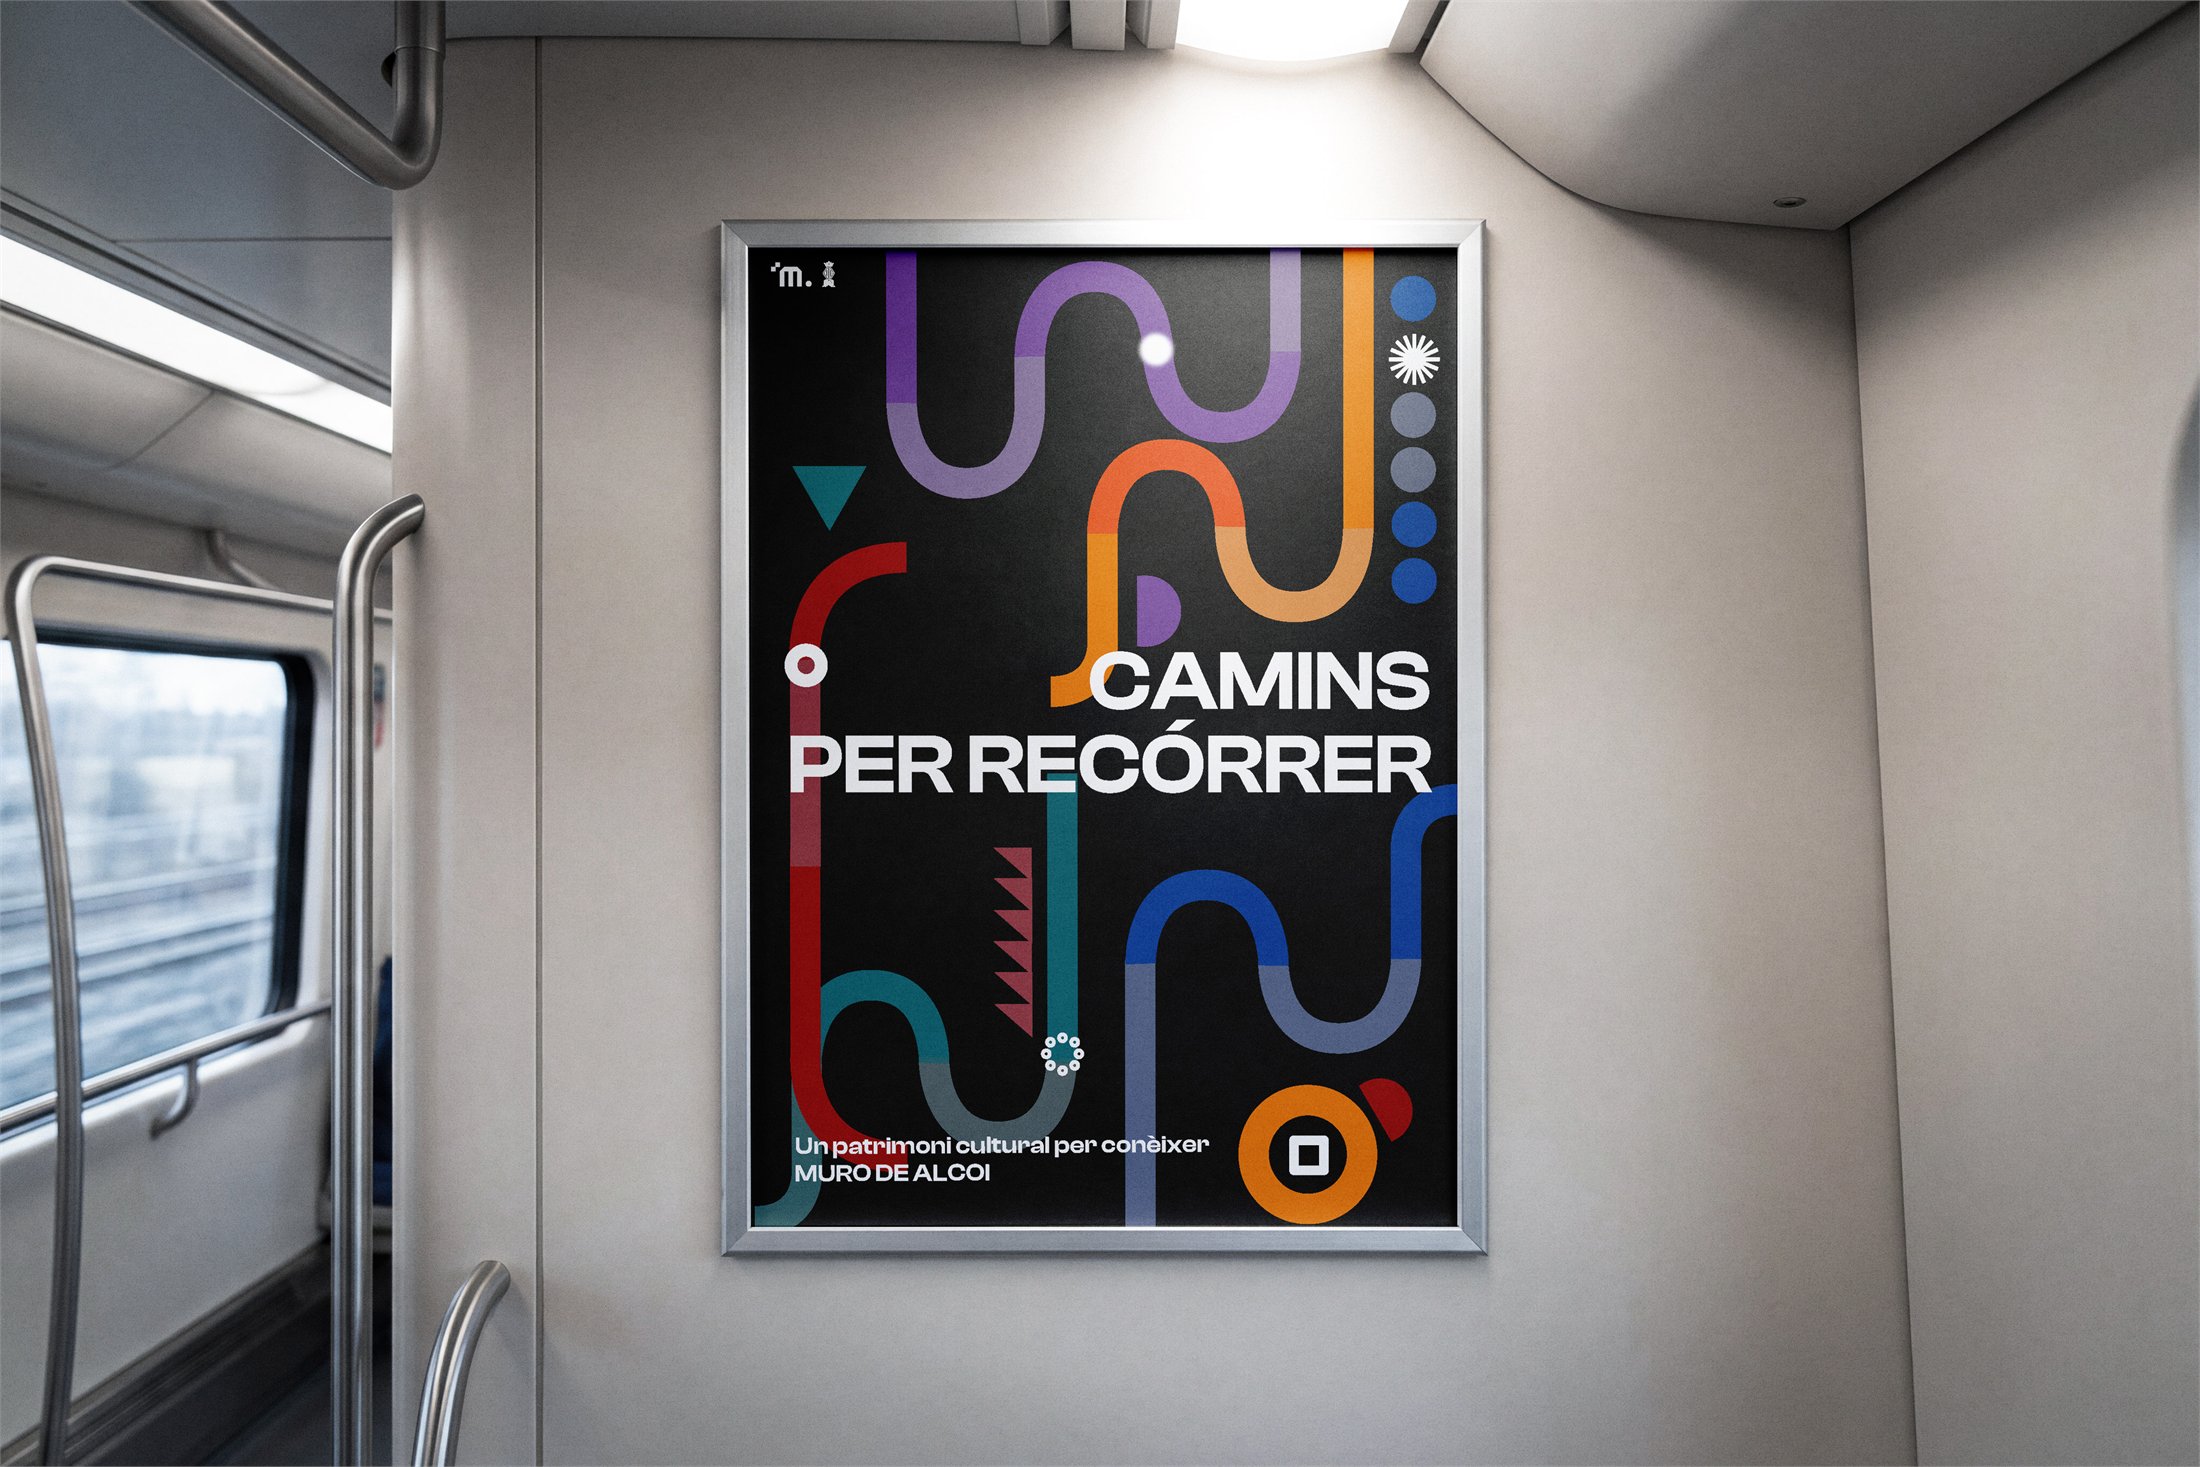 m.
CAMINS
PER RECÓRRER
Un patrimoni cultural per conèixer
MURO DE ALCOI